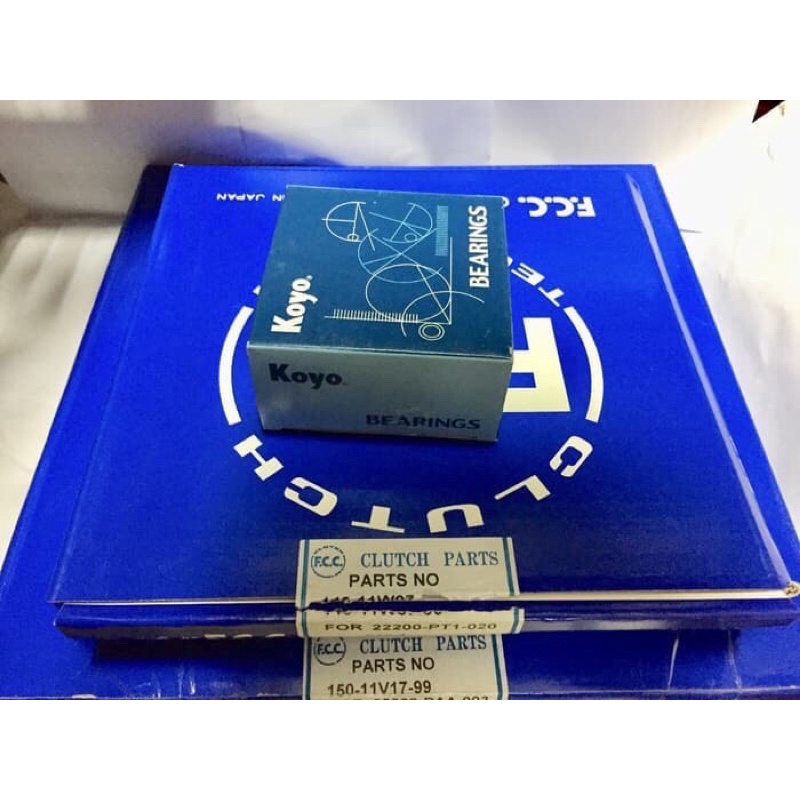 F.C.C.
IN JAPAN
TE
CLUTCH
Koyo
BEARINGS
Koyo
BEARINGS
F.C.C. CLUTCH PARTS
PARTS NO
FOR 22200-PT1-020
F.C.C. CLUTCH PARTS
PARTS NO
150-11V17-99